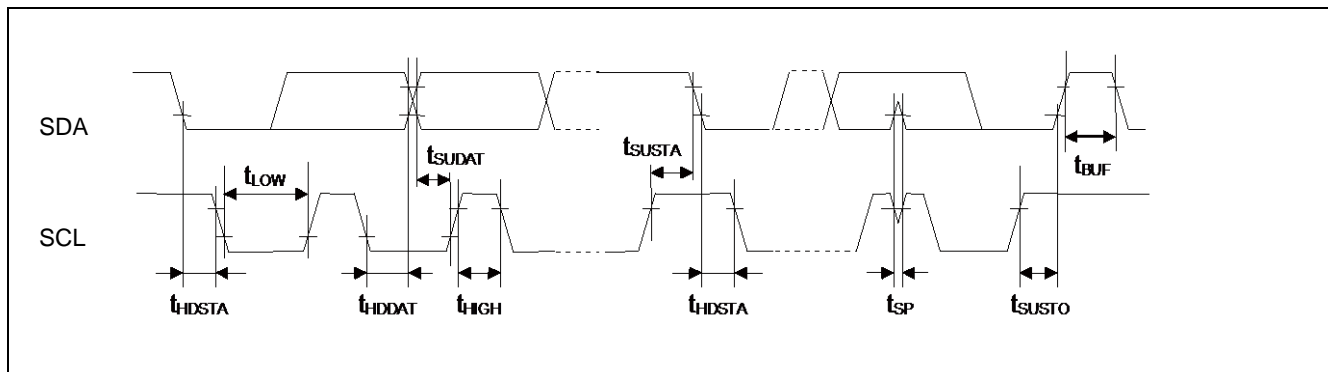 SDA
tSUDAT
tSUSTA
tBUF
tLOW
SCL
tHDSTA
tHDDAT
tHIGH
tHDSTA
tSP
tSUSTO